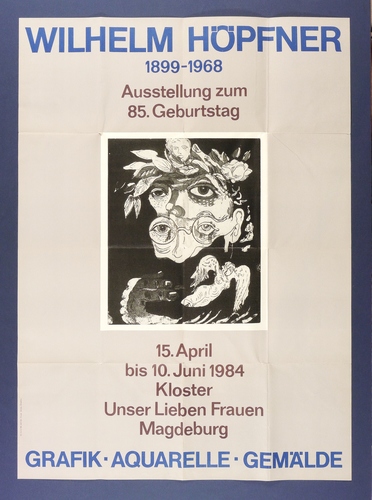 WILHELM HÖPFNER
1899-1968
Ausstellung zum
85. Geburtstag
15. April
bis 10. Juni 1984
Kloster
Unser Lieben Frauen
Magdeburg
GRAFIK · AQUARELLE · GEMÄLDE